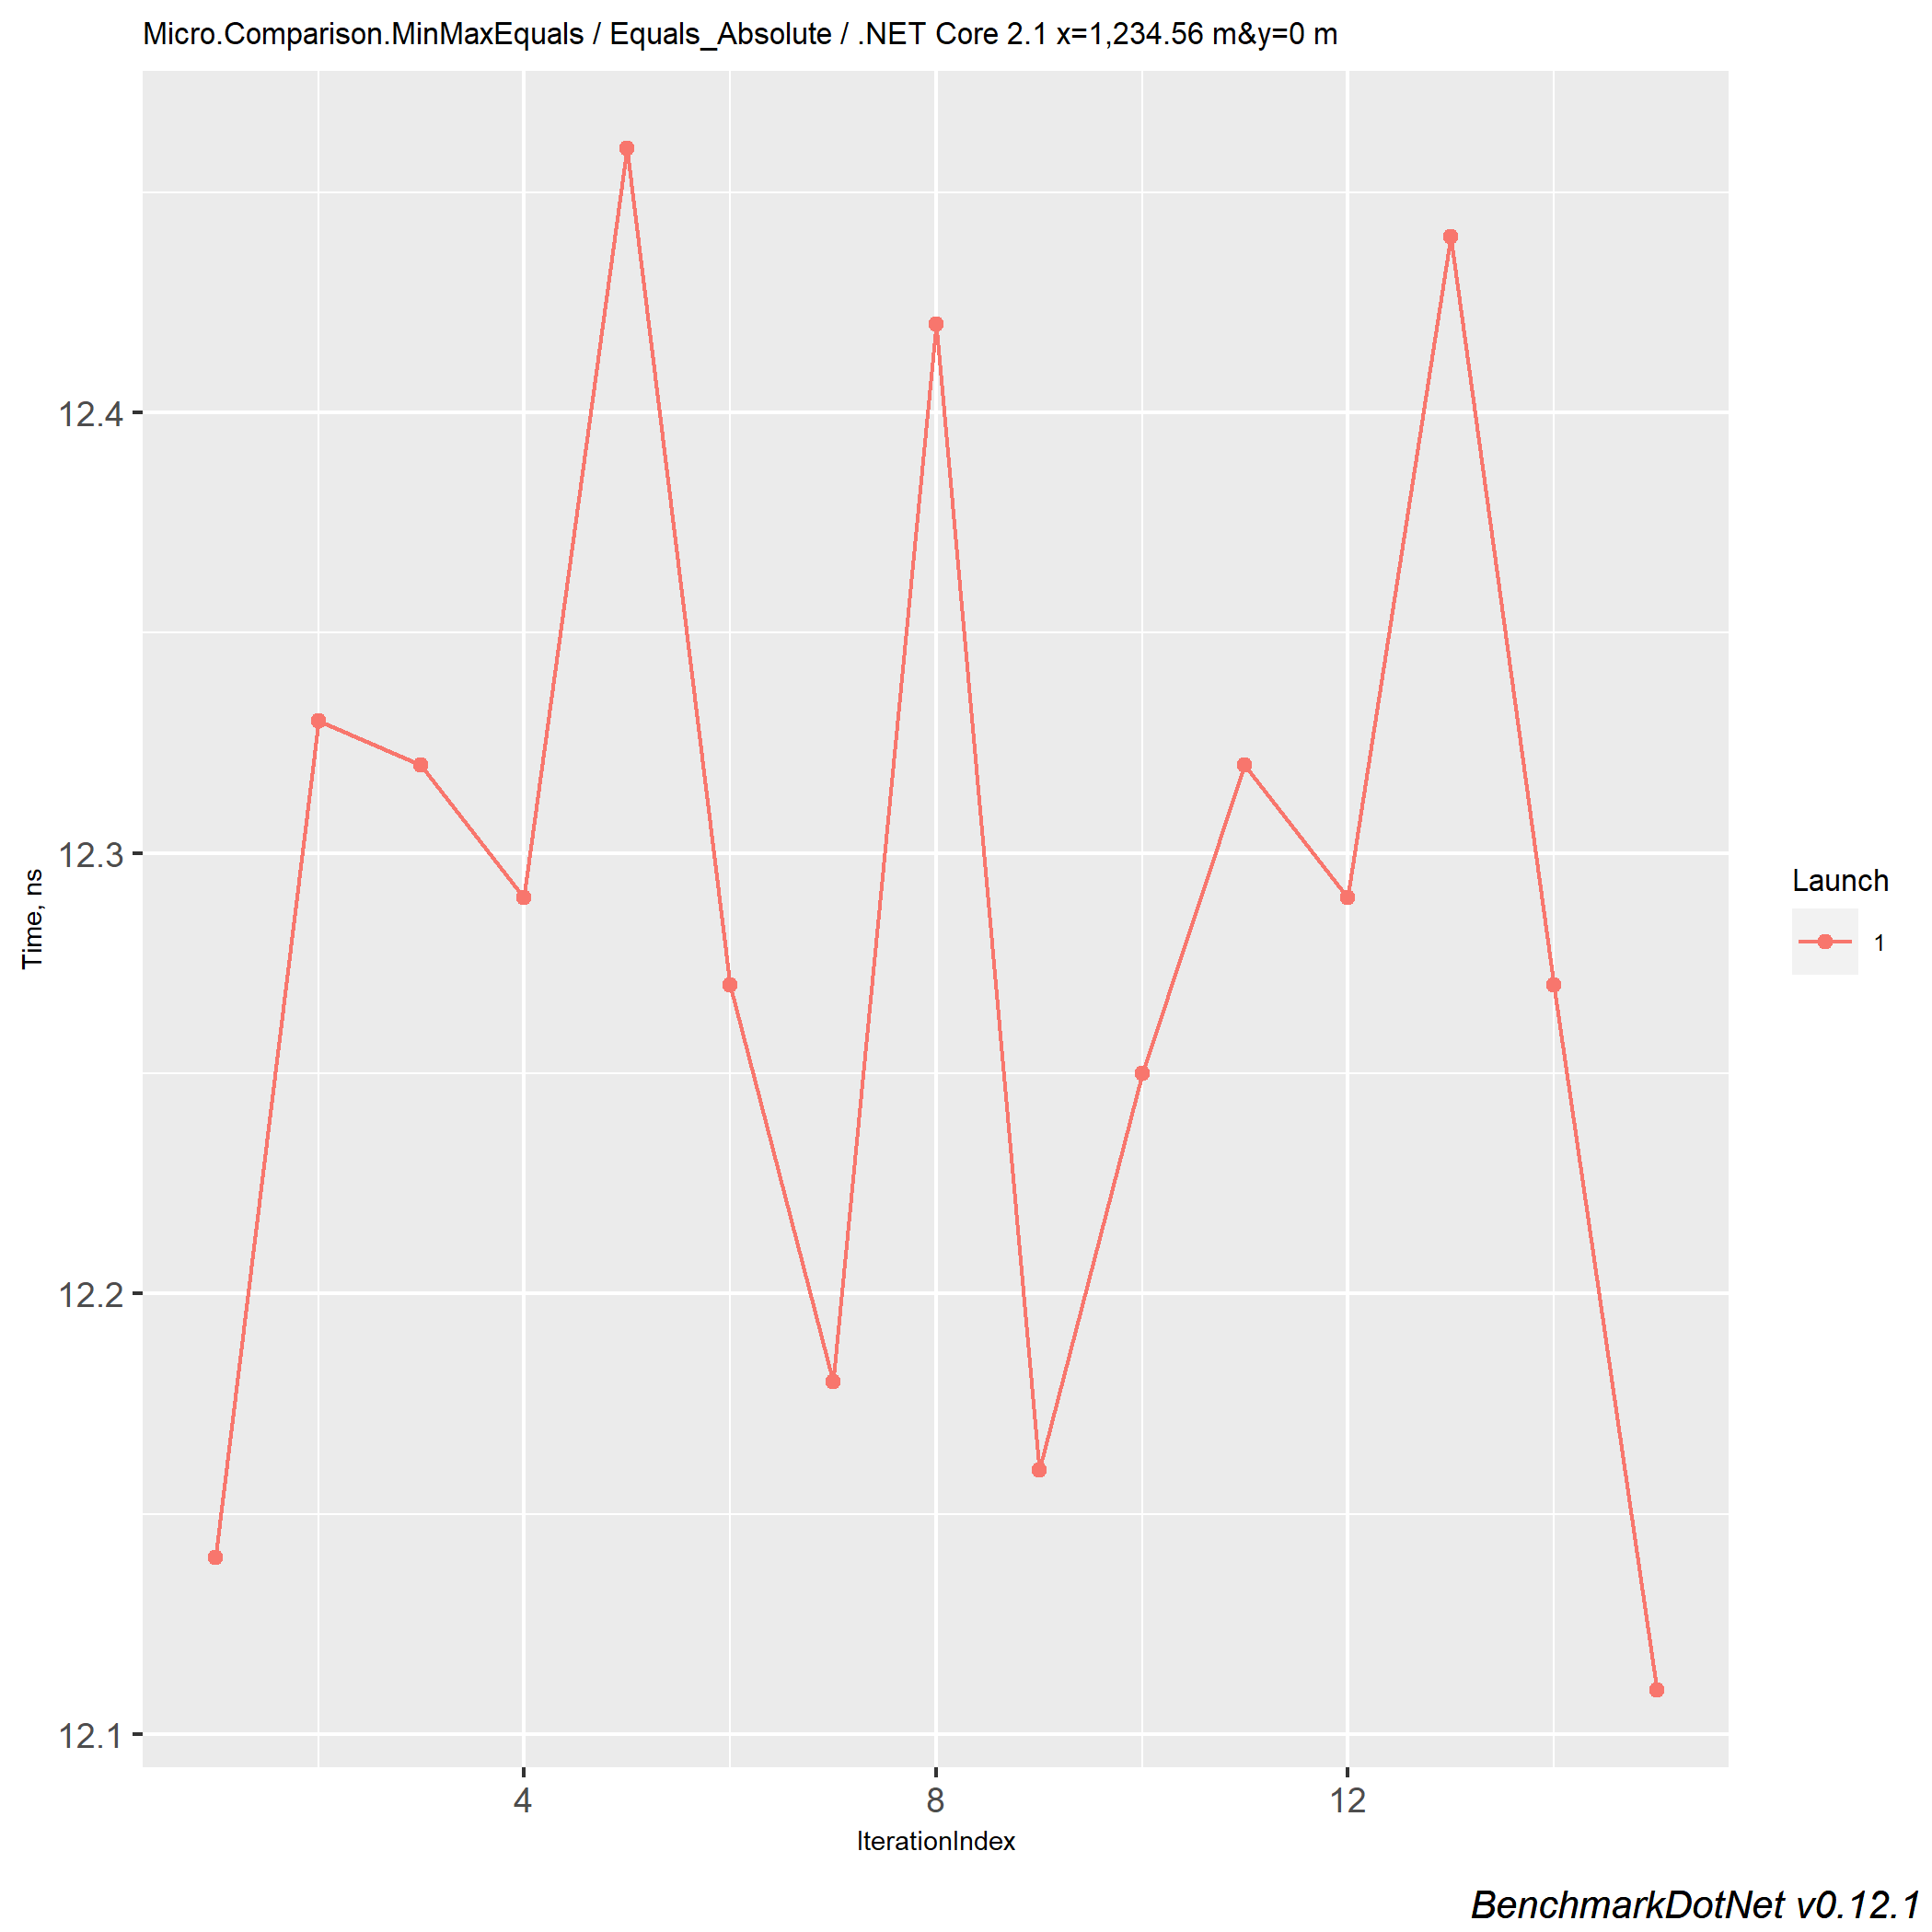 Micro.Comparison.MinMaxEquals / Equals_Absolute / .NET Core 2.1 x=1,234.56 m&y=0 m
12.4
12.3
12.2
12.1
Time, ns
4 8 12
IterationIndex
Launch
1
BenchmarkDotNet v0.12.1